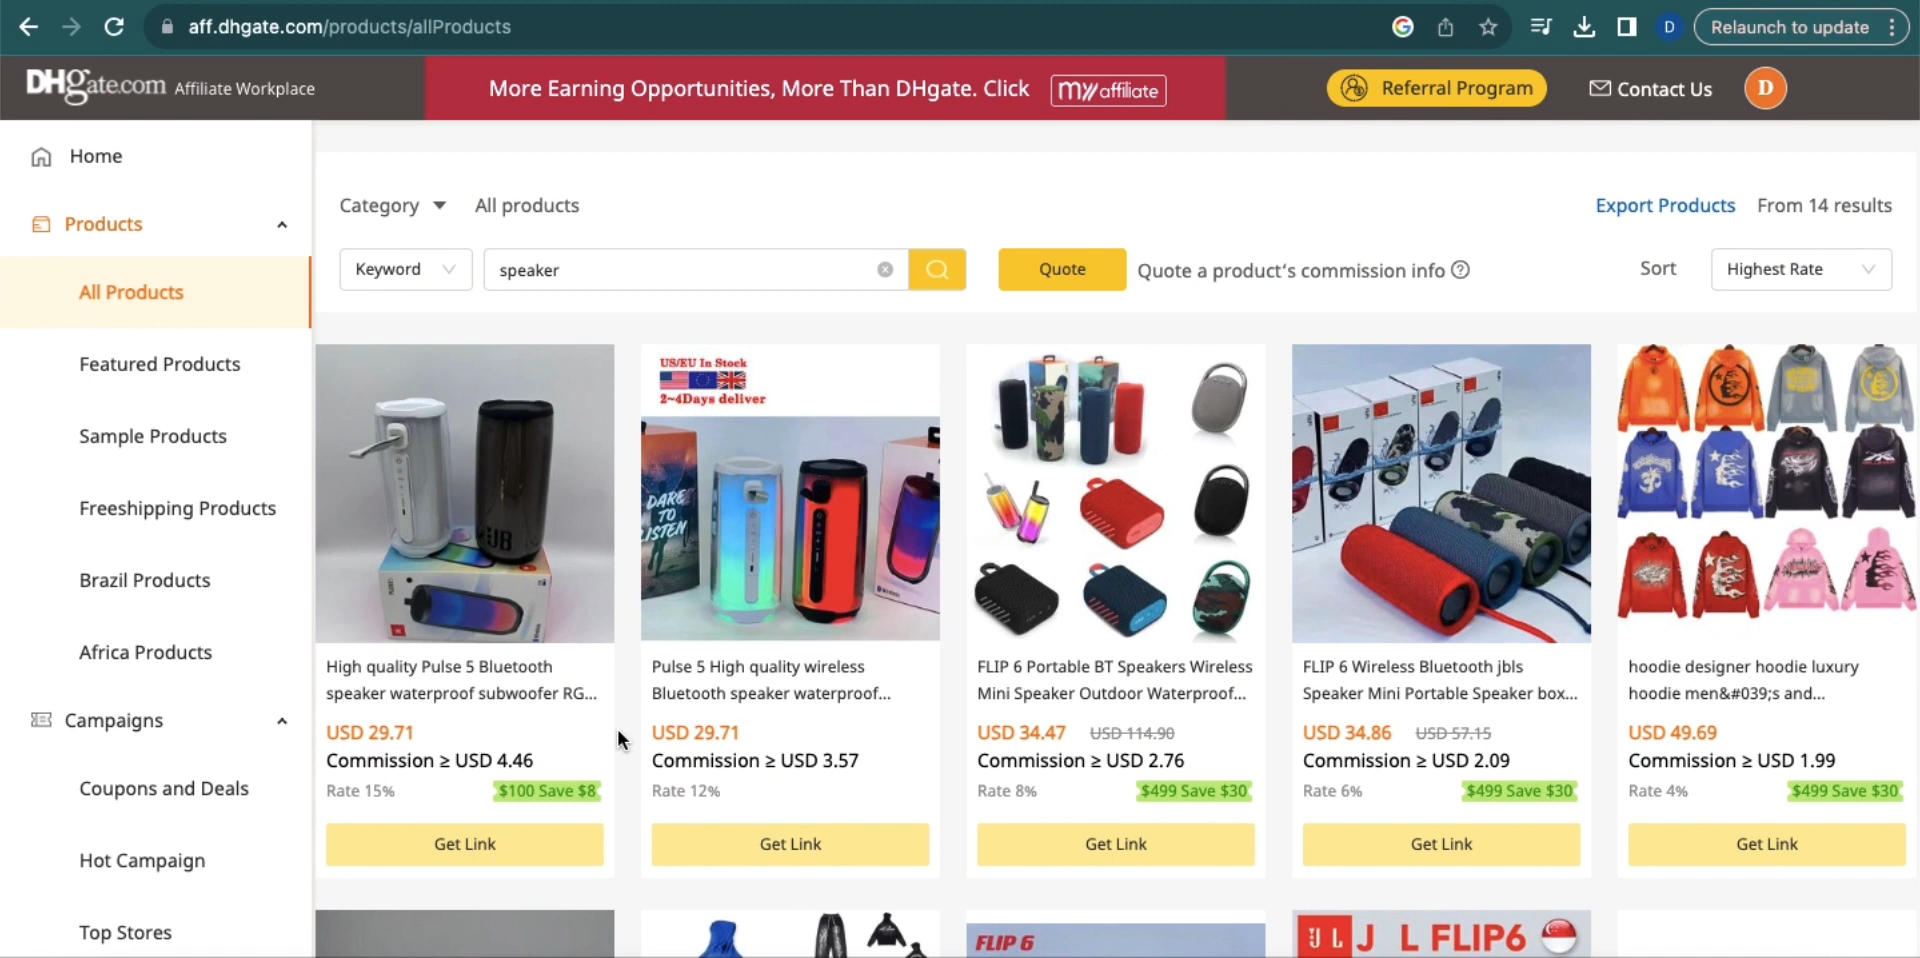 aff.dhgate.com/products/allProducts
D
Relaunch to update
DHgate.com Affiliate Workplace
More Earning Opportunities, More Than DHgate. Click my affiliate
Referral Program
Contact Us
D
Home
Products
All Products
Featured Products
Sample Products
Freeshipping Products
Brazil Products
Africa Products
Campaigns
Coupons and Deals
Hot Campaign
Top Stores
Category All products
Export Products From 14 results
Keyword speaker Quote Quote a product's commission info ? Sort Highest Rate
US/EU In Stock
2~4Days deliver
DARE
TO
LISTEN
High quality Pulse 5 Bluetooth
speaker waterproof subwoofer RG...
USD 29.71
Commission ≥ USD 4.46
Rate 15% $100 Save $8
Get Link
Pulse 5 High quality wireless
Bluetooth speaker waterproof...
USD 29.71
Commission ≥ USD 3.57
Rate 12%
Get Link
FLIP 6 Portable BT Speakers Wireless
Mini Speaker Outdoor Waterproof...
USD 34.47 USD 114.90
Commission ≥ USD 2.76
Rate 8% $499 Save $30
Get Link
FLIP 6 Wireless Bluetooth jbls
Speaker Mini Portable Speaker box...
USD 34.86 USD 57.15
Commission ≥ USD 2.09
Rate 6% $499 Save $30
Get Link
hoodie designer hoodie luxury
hoodie men&#039;s and...
USD 49.69
Commission ≥ USD 1.99
Rate 4% $499 Save $30
Get Link
FLIP 6
J L FLIP6